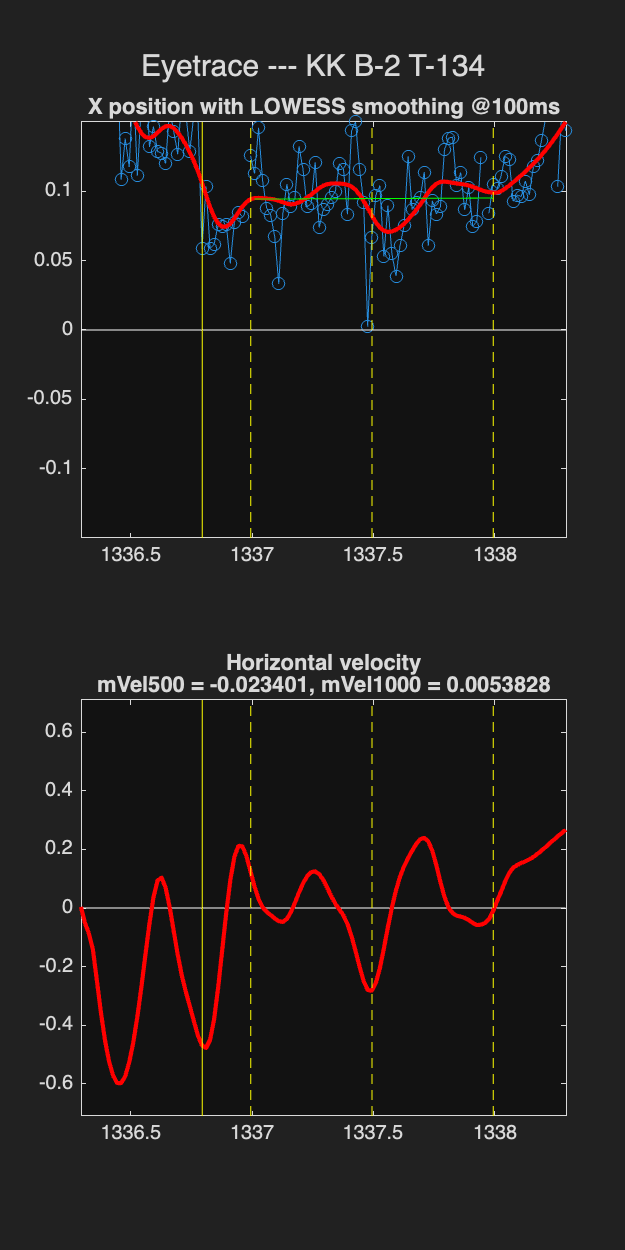 Eyetrace --- KK B-2 T-134
X position with LOWESS smoothing @100ms
0.1
0.05
0
-0.05
-0.1
1336.5 1337 1337.5 1338
Horizontal velocity
mVel500 = -0.023401, mVel1000 = 0.0053828
0.6
0.4
0.2
0
-0.2
-0.4
-0.6
1336.5 1337 1337.5 1338